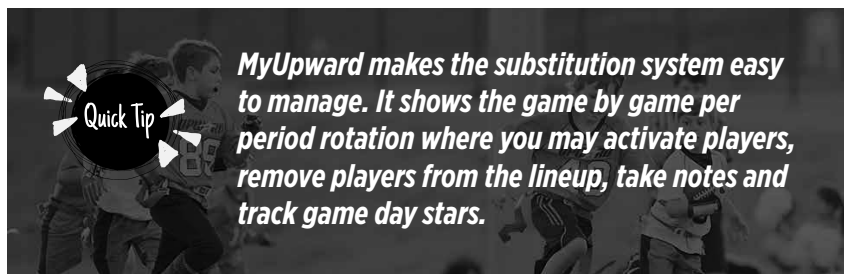 Quick Tip
MyUpward makes the substitution system easy
to manage. It shows the game by game per
period rotation where you may activate players,
remove players from the lineup, take notes and
track game day stars.
89